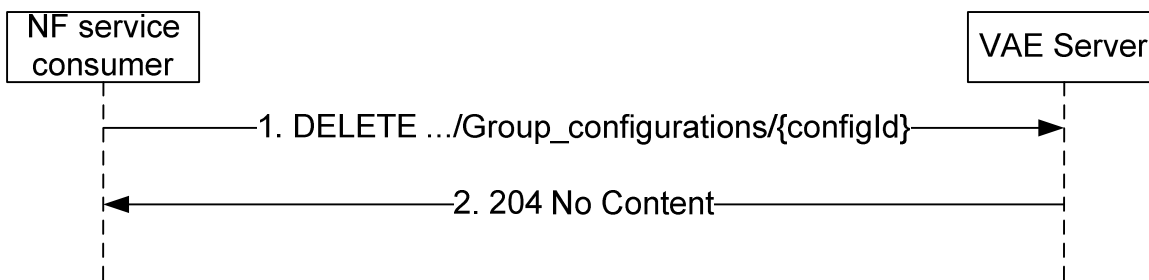 NF service
consumer
VAE Server
1. DELETE .../Group_configurations/{configId}
2. 204 No Content